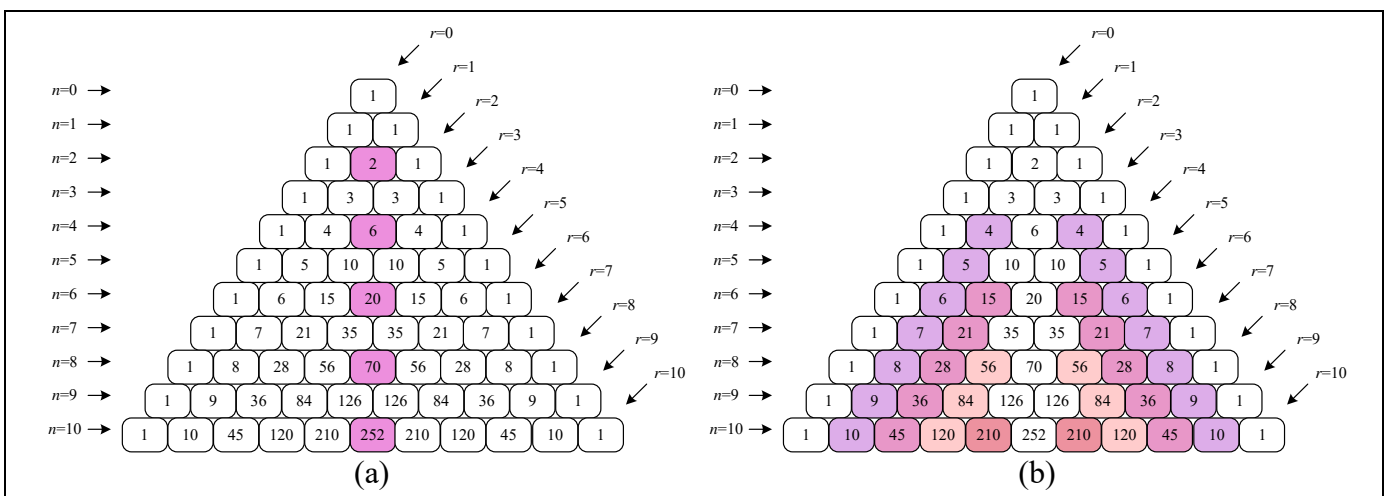 r=0
r=1
r=2
r=3
r=4
r=5
r=6
r=7
r=8
r=9
r=10
n=0 1
n=1 1 1
n=2 1 2 1
n=3 1 3 3 1
n=4 1 4 6 4 1
n=5 1 5 10 10 5 1
n=6 1 6 15 20 15 6 1
n=7 1 7 21 35 35 21 7 1
n=8 1 8 28 56 70 56 28 8 1
n=9 1 9 36 84 126 126 84 36 9 1
n=10 1 10 45 120 210 252 210 120 45 10 1
(a)
r=0
r=1
r=2
r=3
r=4
r=5
r=6
r=7
r=8
r=9
r=10
n=0 1
n=1 1 1
n=2 1 2 1
n=3 1 3 3 1
n=4 1 4 6 4 1
n=5 1 5 10 10 5 1
n=6 1 6 15 20 15 6 1
n=7 1 7 21 35 35 21 7 1
n=8 1 8 28 56 70 56 28 8 1
n=9 1 9 36 84 126 126 84 36 9 1
n=10 1 10 45 120 210 252 210 120 45 10 1
(b)